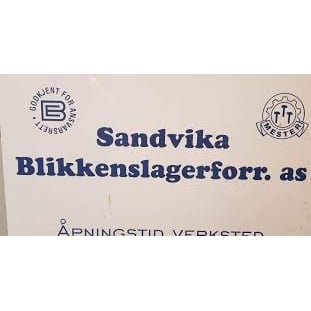 GODKJENT FOR ANSVARSRETT
MESTER
Sandvika
Blikkenslagerforr. as
ÅPNINGSTID VERKSTED